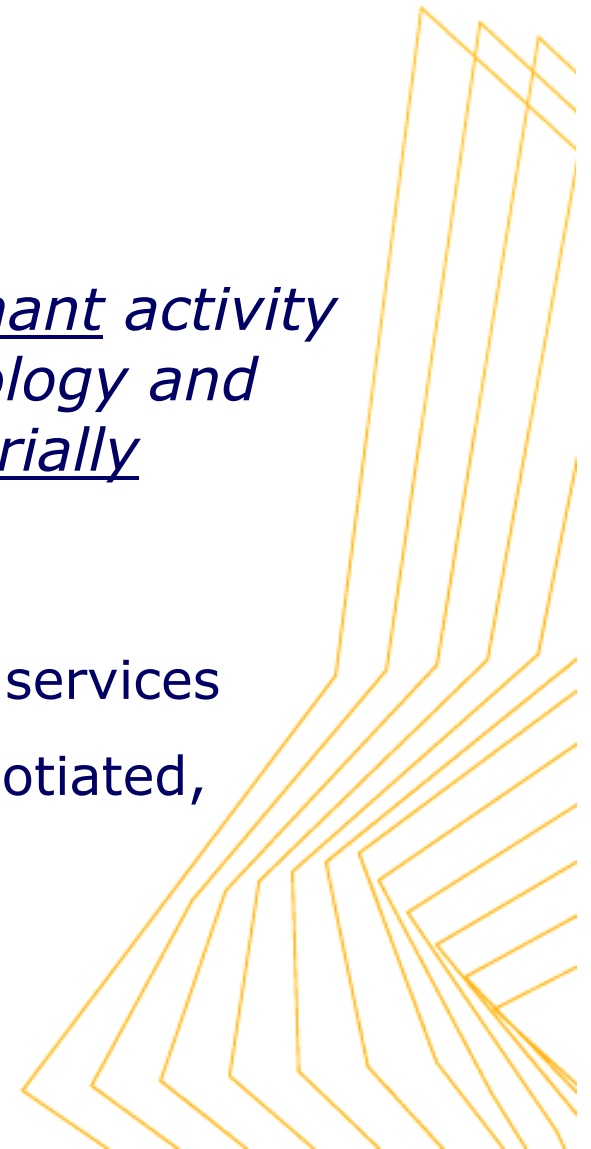 nant activity
ology and
rially
services
otiated,